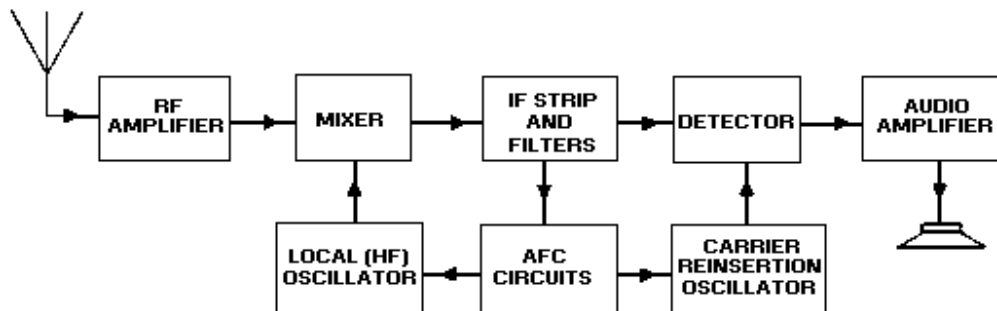 RF
AMPLIFIER
MIXER
IF STRIP
AND
FILTERS
DETECTOR
AUDIO
AMPLIFIER
LOCAL (HF)
OSCILLATOR
AFC
CIRCUITS
CARRIER
REINSERTION
OSCILLATOR